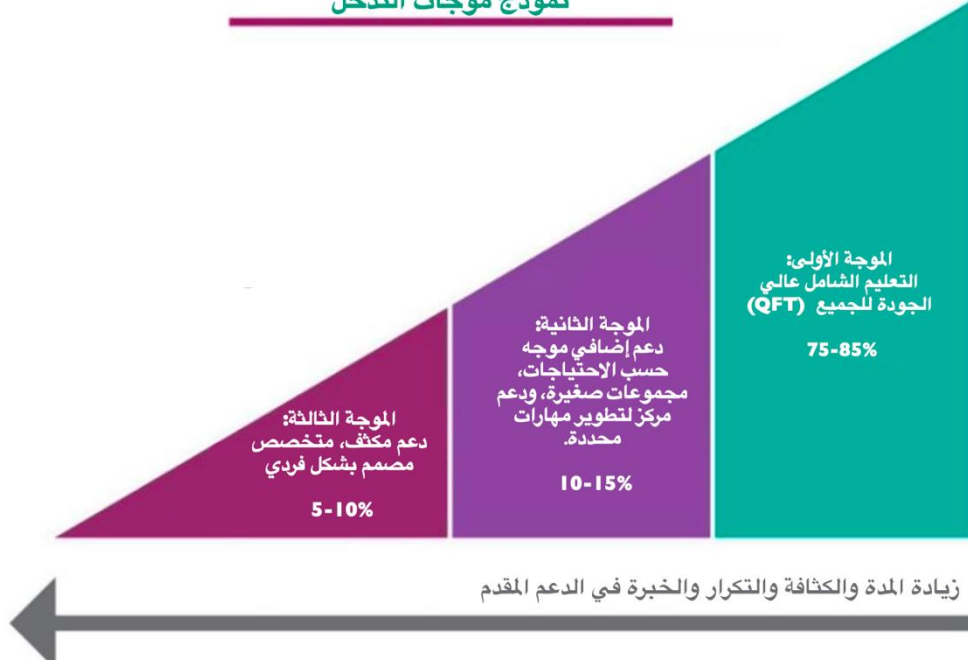 نموذج موجات التدخل
الموجة الأولى:
التعليم الشامل عالي
الجودة للجميع (QFT)
75-85%
الموجة الثانية:
دعم إضافي موجه
حسب الاحتياجات،
مجموعات صغيرة، ودعم
مركز لتطوير مهارات
محددة.
10-15%
الموجة الثالثة:
دعم مكثف، متخصص
مصمم بشكل فردي
5-10%
زيادة المدة والكثافة والتكرار والخبرة في الدعم المقدم